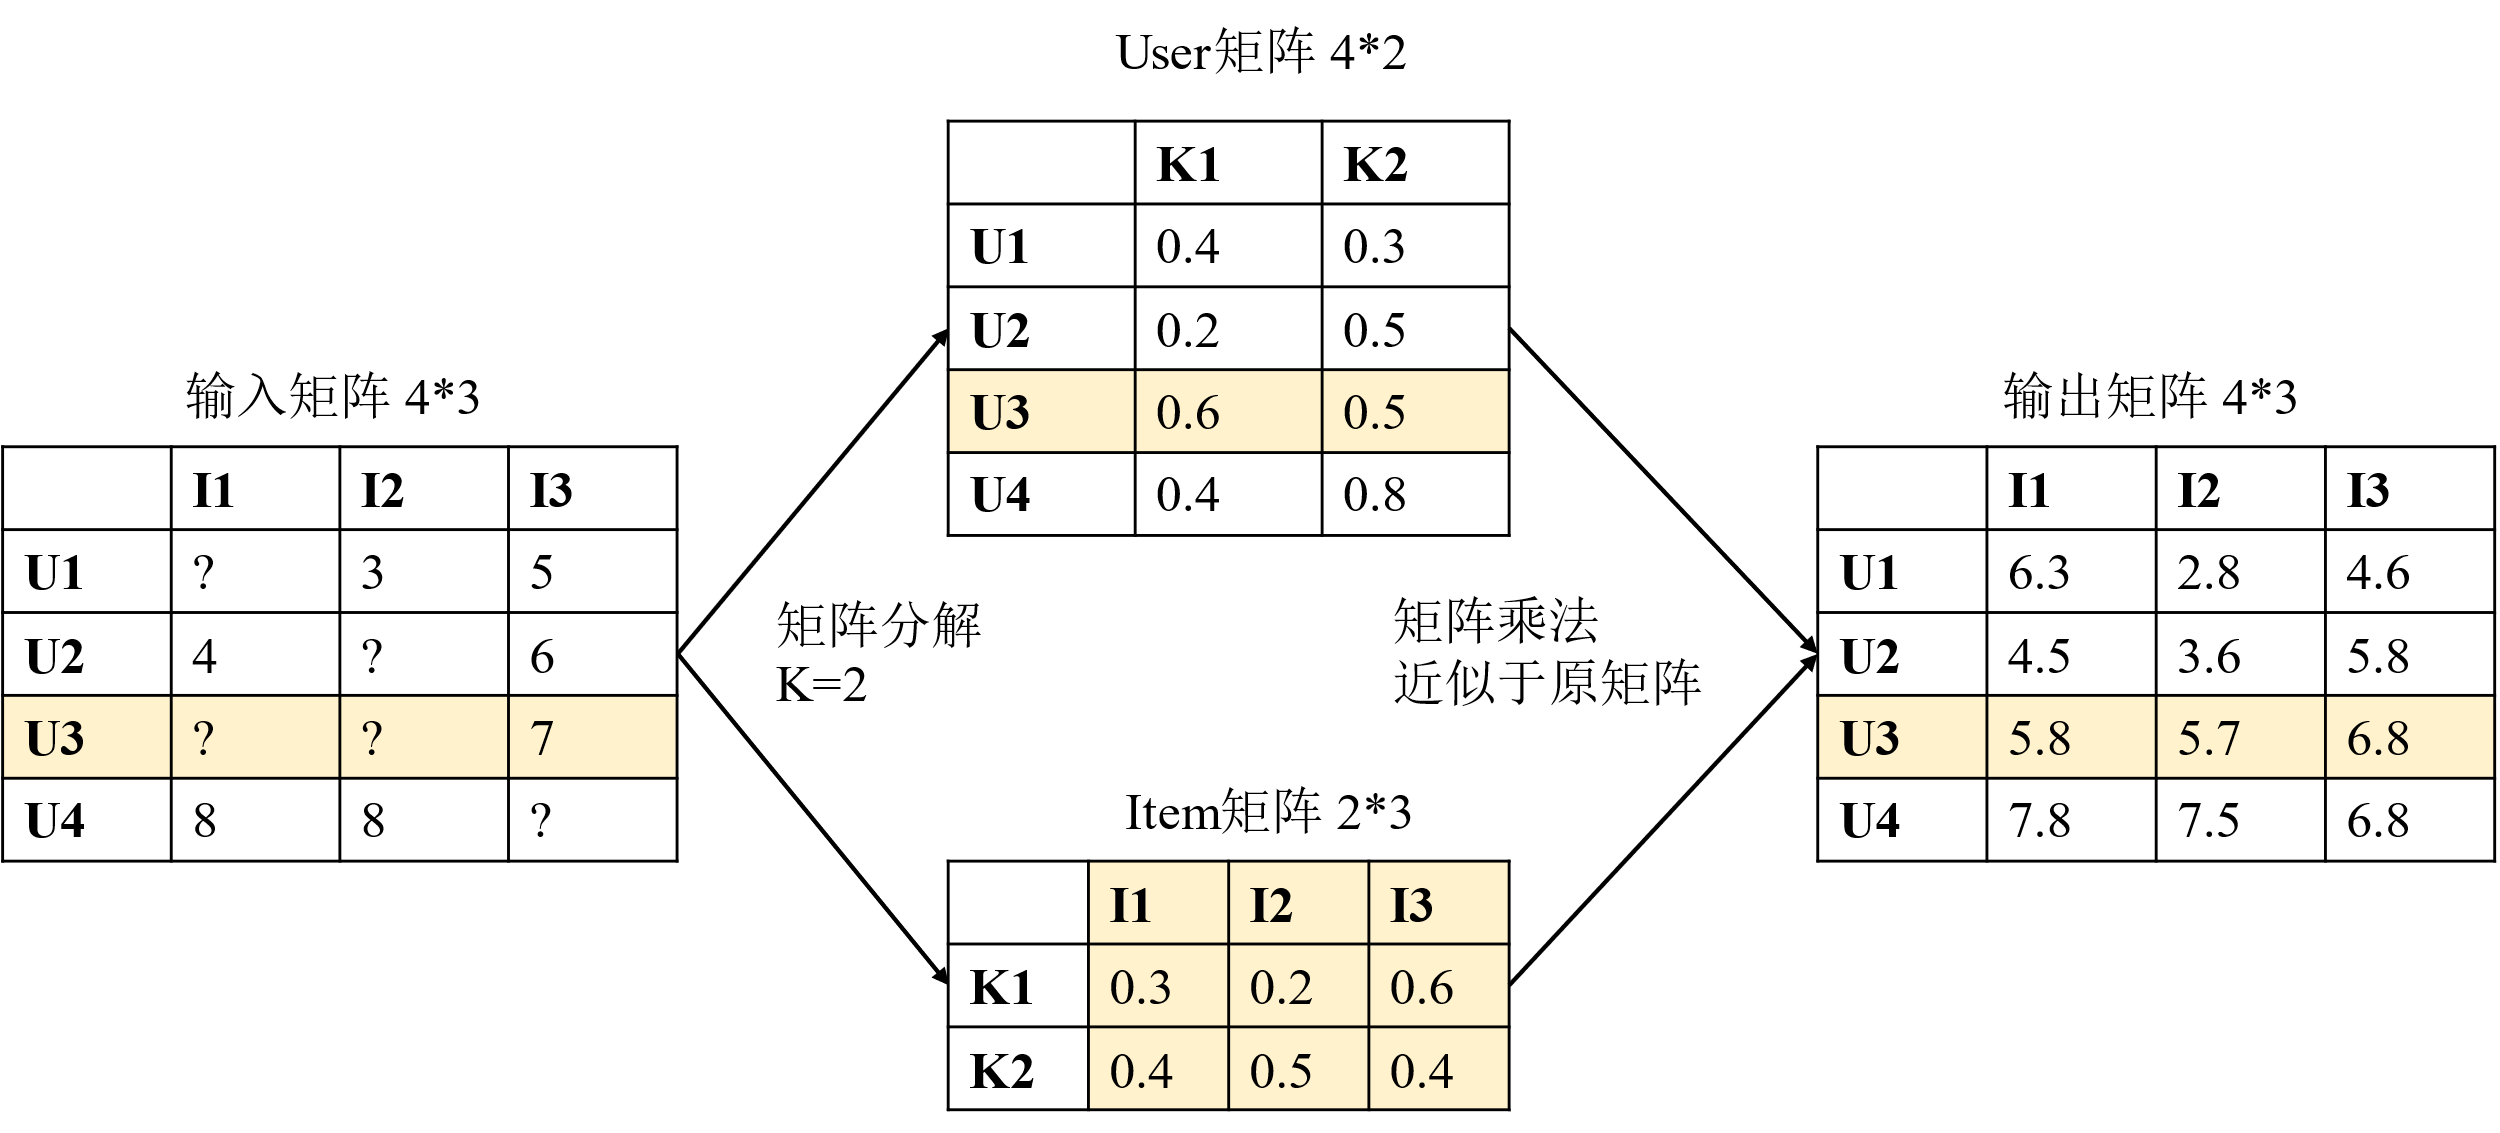 User矩阵 4*2
K1 K2
U1 0.4 0.3
U2 0.2 0.5
U3 0.6 0.5
U4 0.4 0.8
输入矩阵 4*3
I1 I2 I3
U1 ? 3 5
U2 4 ? 6
U3 ? ? 7
U4 8 8 ?
矩阵分解
K=2
Item矩阵 2*3
I1 I2 I3
K1 0.3 0.2 0.6
K2 0.4 0.5 0.4
矩阵乘法
近似于原矩阵
输出矩阵 4*3
I1 I2 I3
U1 6.3 2.8 4.6
U2 4.5 3.6 5.8
U3 5.8 5.7 6.8
U4 7.8 7.5 6.8